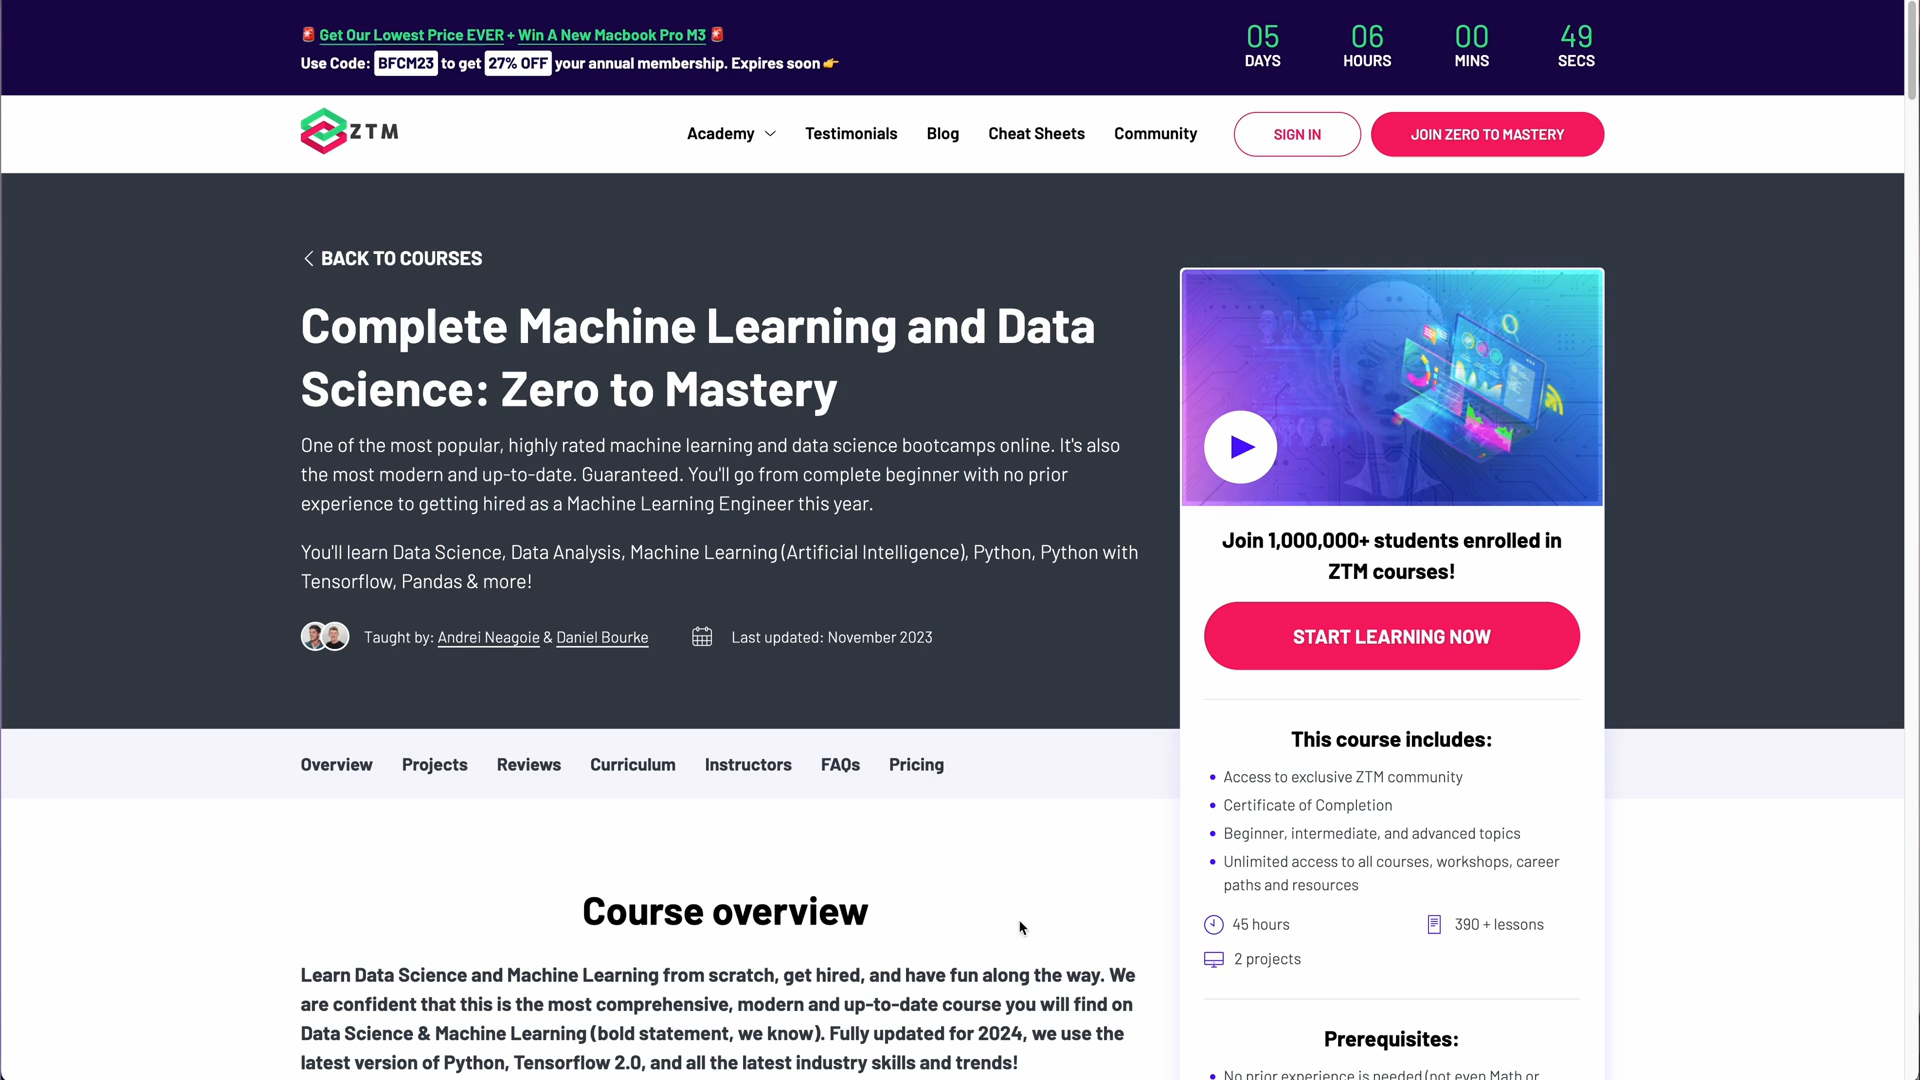 🚨 Get Our Lowest Price EVER + Win A New Macbook Pro M3 🚨
Use Code: BFCM23 to get 27% OFF your annual membership. Expires soon 👉
05 06 00 49
DAYS HOURS MINS SECS
ZTM
Academy Testimonials Blog Cheat Sheets Community SIGN IN JOIN ZERO TO MASTERY
BACK TO COURSES
Complete Machine Learning and Data
Science: Zero to Mastery
One of the most popular, highly rated machine learning and data science bootcamps online. It's also
the most modern and up-to-date. Guaranteed. You'll go from complete beginner with no prior
experience to getting hired as a Machine Learning Engineer this year.
You'll learn Data Science, Data Analysis, Machine Learning (Artificial Intelligence), Python, Python with
Tensorflow, Pandas & more!
Taught by: Andrei Neagoie & Daniel Bourke Last updated: November 2023
Join 1,000,000+ students enrolled in
ZTM courses!
START LEARNING NOW
This course includes:
• Access to exclusive ZTM community
• Certificate of Completion
• Beginner, intermediate, and advanced topics
• Unlimited access to all courses, workshops, career
paths and resources
45 hours 390 + lessons
2 projects
Prerequisites:
• No prior experience is needed (not even Math or
Overview Projects Reviews Curriculum Instructors FAQs Pricing
Course overview
Learn Data Science and Machine Learning from scratch, get hired, and have fun along the way. We
are confident that this is the most comprehensive, modern and up-to-date course you will find on
Data Science & Machine Learning (bold statement, we know). Fully updated for 2024, we use the
latest version of Python, Tensorflow 2.0, and all the latest industry skills and trends!